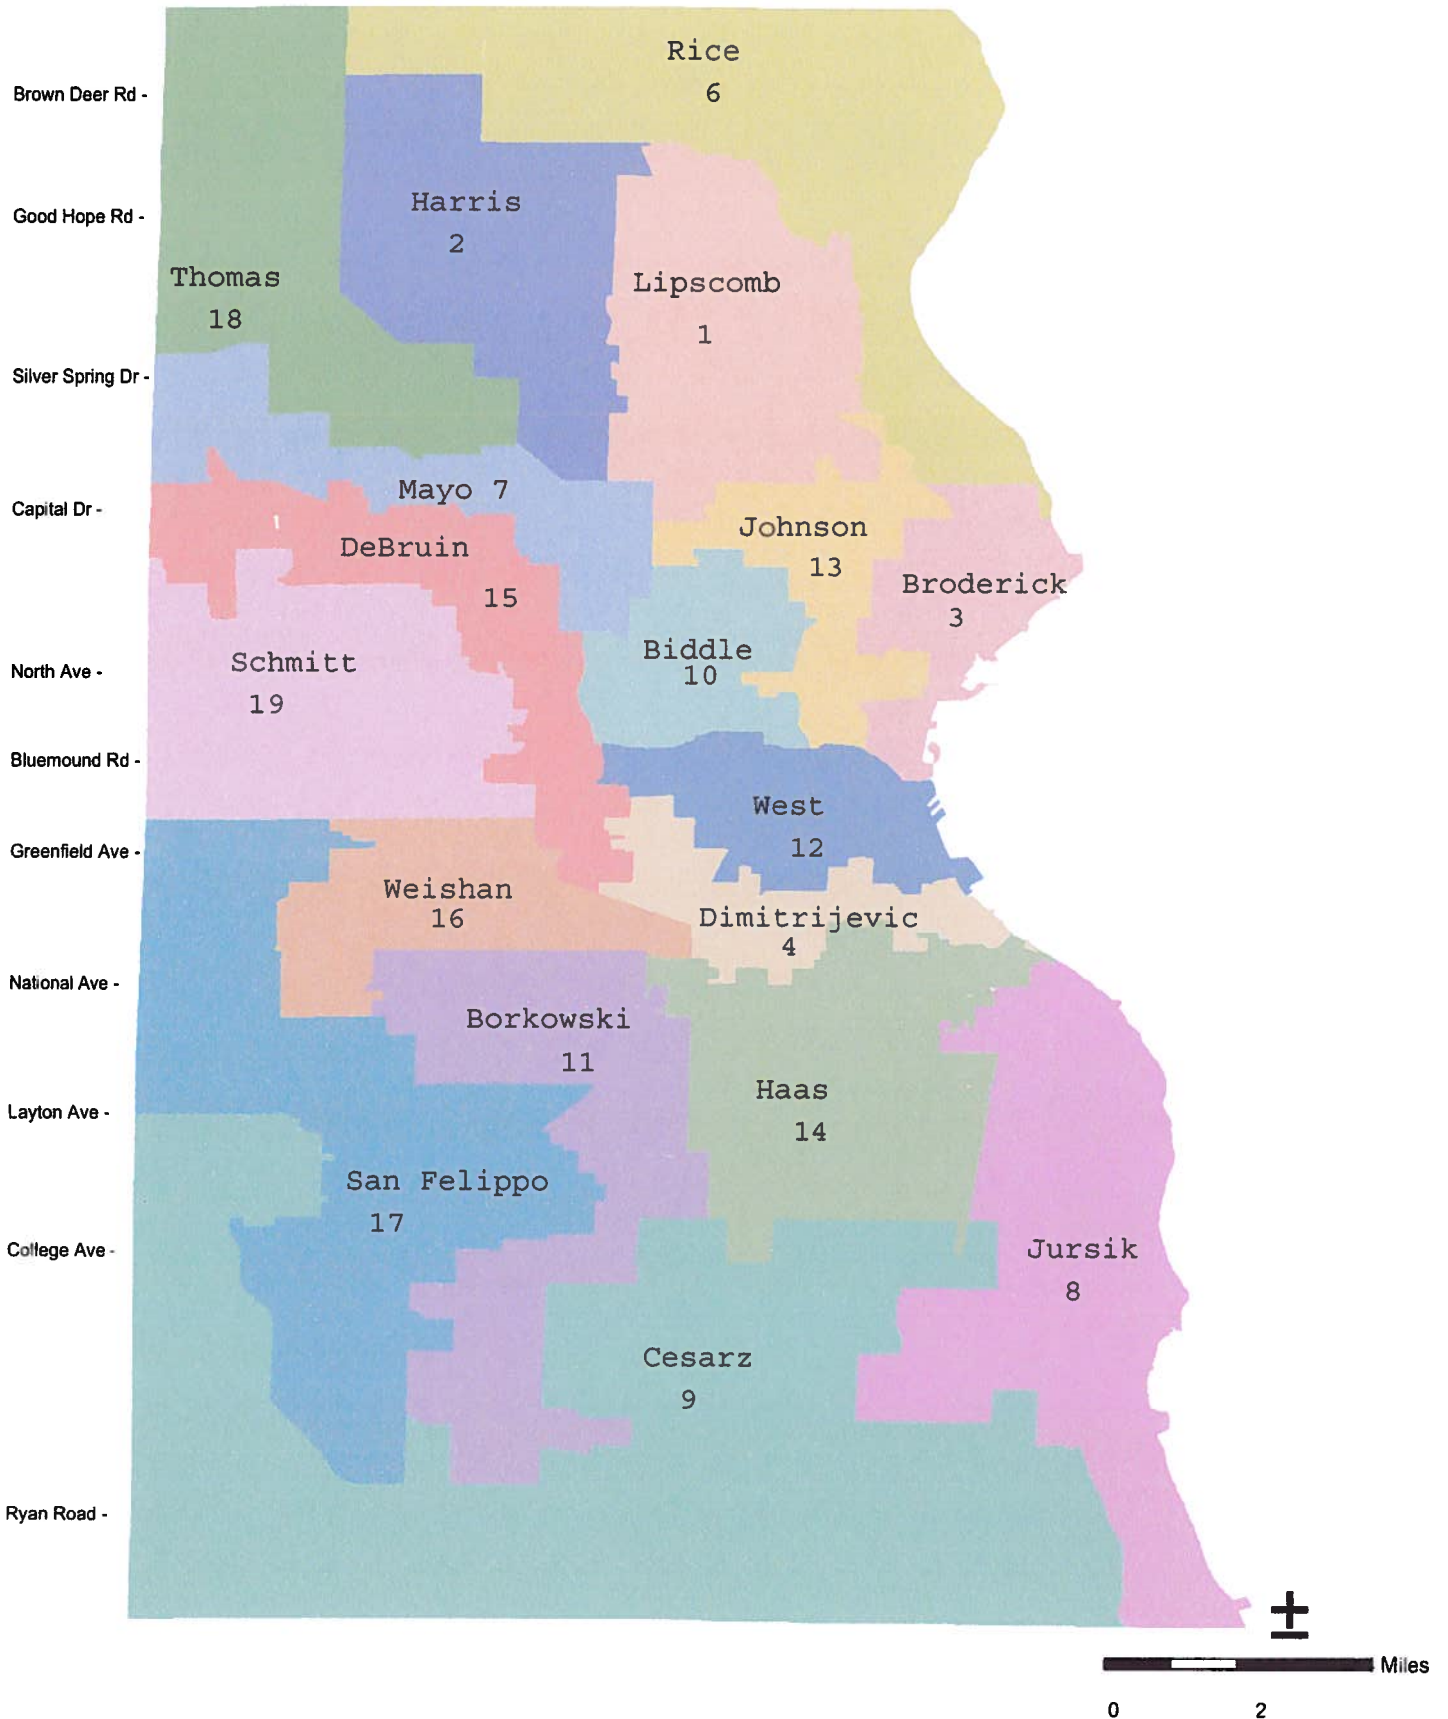 Rice
6
Brown Deer Rd -
Harris
2
Good Hope Rd -
Thomas
18
Lipscomb
1
Silver Spring Dr -
Mayo 7
Capital Dr -
Johnson
13
DeBruin
15
Broderick
3
Biddle
10
North Ave -
Schmitt
19
Bluemound Rd -
West
12
Greenfield Ave -
Weishan
16
Dimitrijevic
4
National Ave -
Borkowski
11
Haas
14
Layton Ave -
San Felippo
17
College Ave -
Jursik
8
Cesarz
9
Ryan Road -
±
Miles
0 2